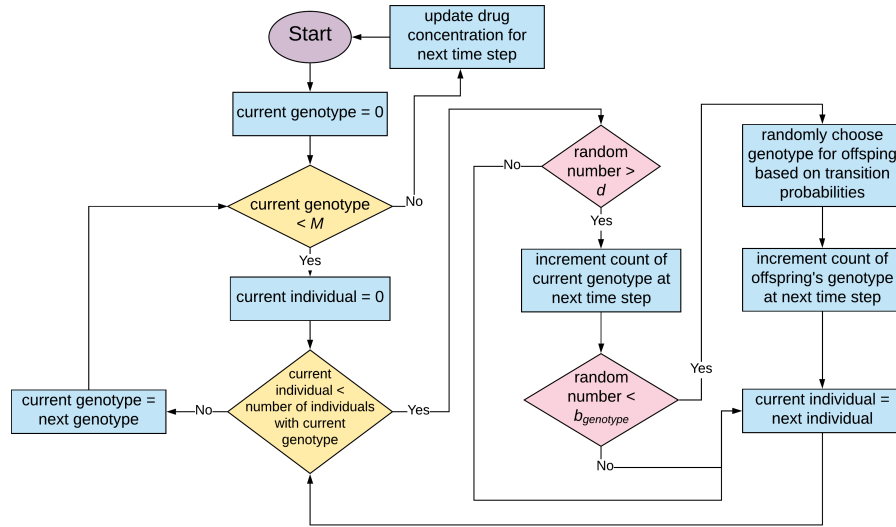 Start
update drug
concentration for
next time step
current genotype = 0
current genotype
< M
No
Yes
current individual = 0
current
individual <
number of individuals
with current
genotype
No
Yes
current genotype =
next genotype
random
number >
d
No
Yes
increment count of
current genotype at
next time step
random
number <
b_genotype
Yes
No
randomly choose
genotype for offsping
based on transition
probabilities
increment count of
offspring's genotype
at next time step
current individual =
next individual